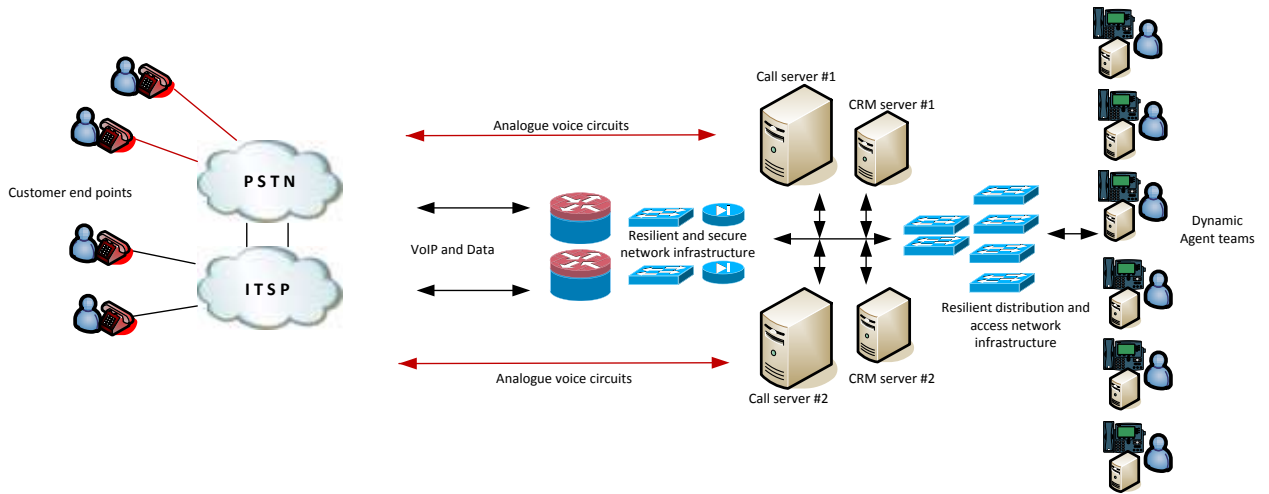 Call server #1
CRM server #1
Analogue voice circuits
PSTN
Customer end points
Resilient and secure
network infrastructure
VoIP and Data
Dynamic
Agent teams
ITSP
Resilient distribution and
access network
infrastructure
Analogue voice circuits
CRM server #2
Call server #2